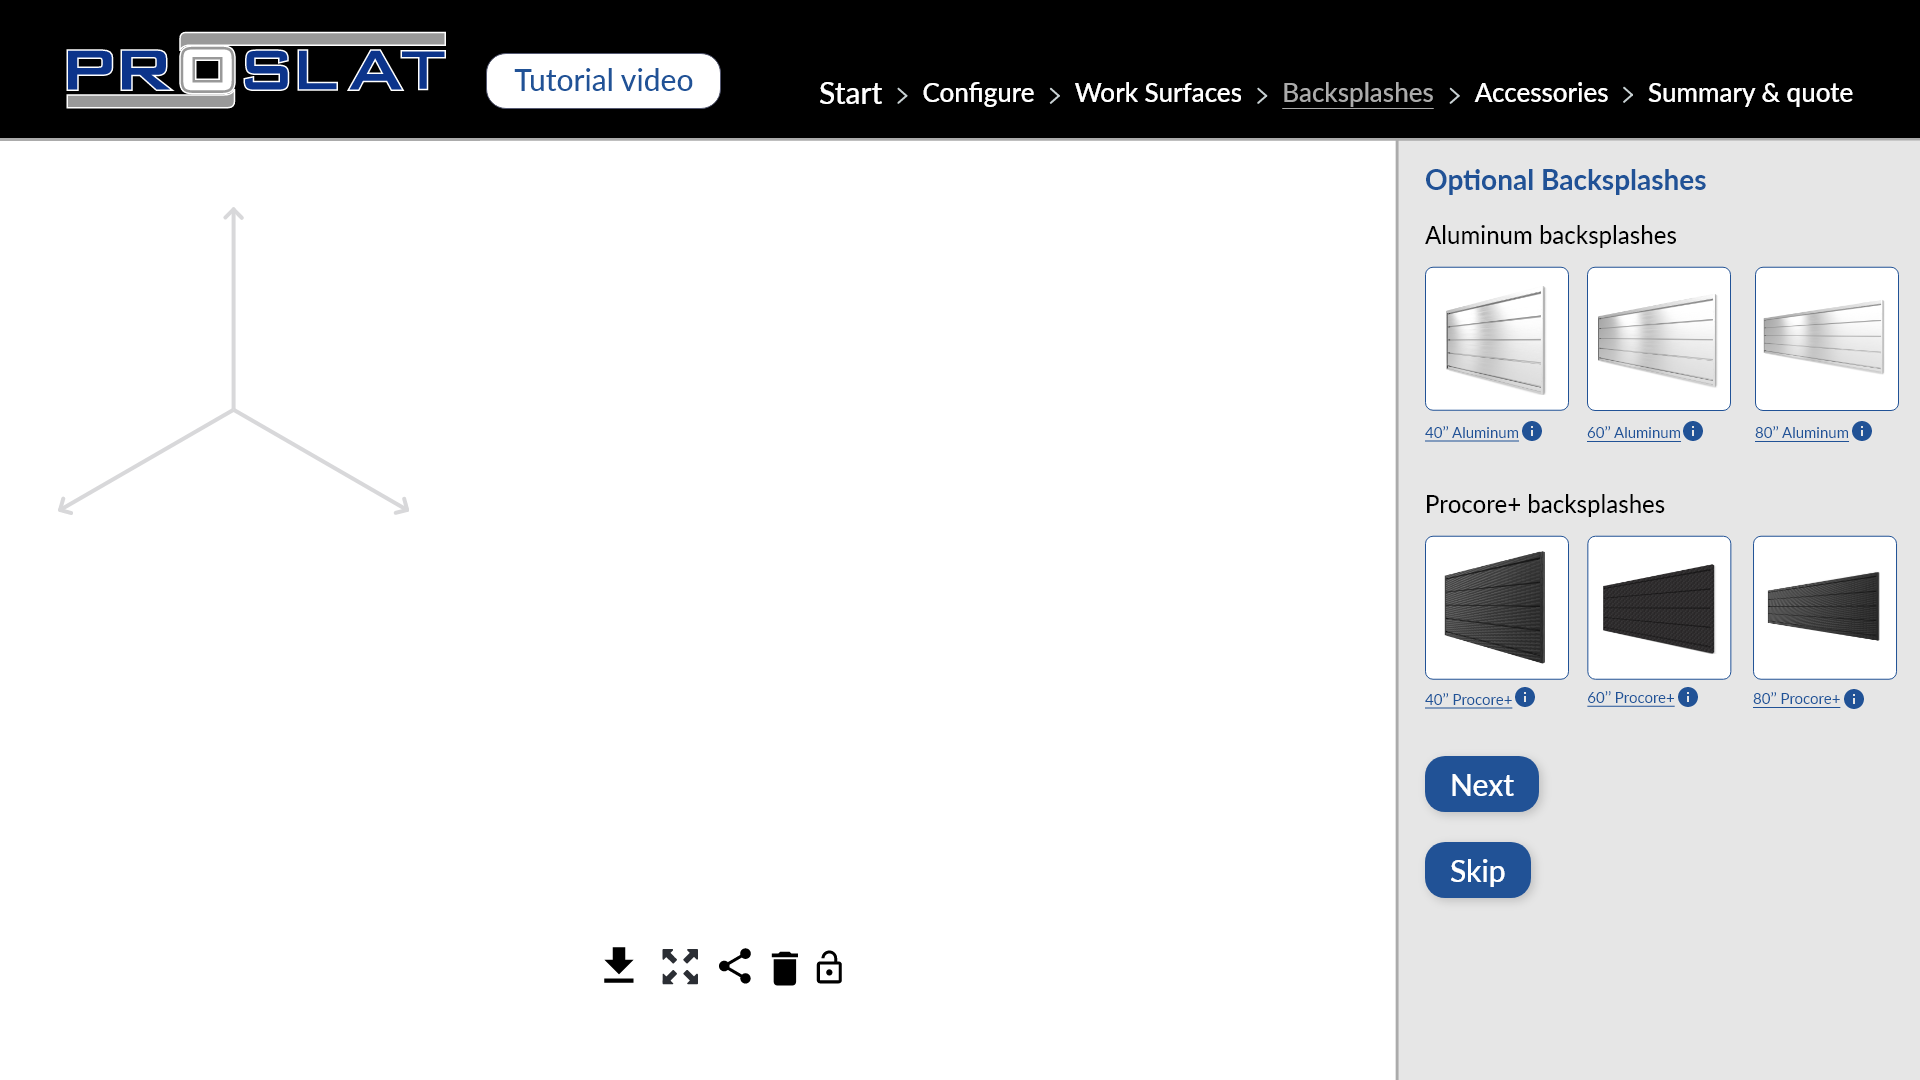 PROSLAT
Tutorial video
Start > Configure > Work Surfaces > Backsplashes > Accessories > Summary & quote
Optional Backsplashes
Aluminum backsplashes
40’’ Aluminum
60’’ Aluminum
80’’ Aluminum
Procore+ backsplashes
40’’ Procore+
60’’ Procore+
80’’ Procore+
Next
Skip